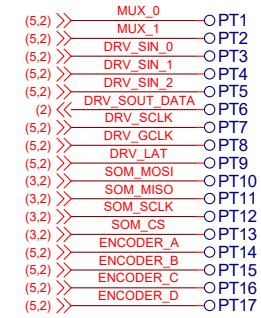 (5,2) MUX_0 PT1
(5,2) MUX_1 PT2
(5,2) DRV_SIN_0 PT3
(5,2) DRV_SIN_1 PT4
(5,2) DRV_SIN_2 PT5
(2) DRV_SOUT_DATA PT6
(5,2) DRV_SCLK PT7
(5,2) DRV_GCLK PT8
(5,2) DRV_LAT PT9
(3,2) SOM_MOSI PT10
(3,2) SOM_MISO PT11
(3,2) SOM_SCLK PT12
(3,2) SOM_CS PT13
(5,2) ENCODER_A PT14
(5,2) ENCODER_B PT15
(5,2) ENCODER_C PT16
(5,2) ENCODER_D PT17